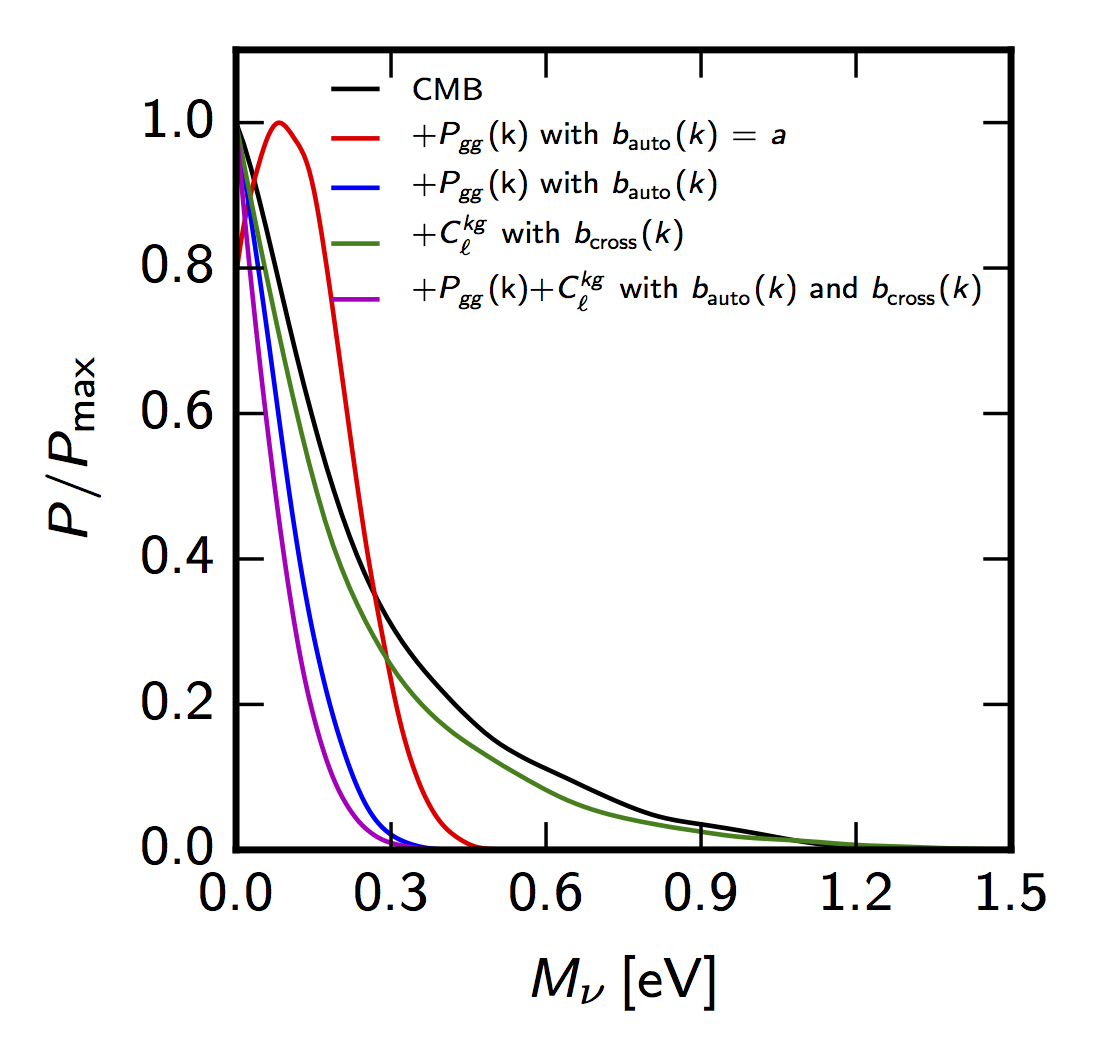 CMB
+P_gg(k) with b_auto(k) = a
+P_gg(k) with b_auto(k)
+C_ℓ^kg with b_cross(k)
+P_gg(k)+C_ℓ^kg with b_auto(k) and b_cross(k)
1.0
0.8
0.6
0.4
0.2
0.0
P/P_max
0.0 0.3 0.6 0.9 1.2 1.5
M_ν [eV]